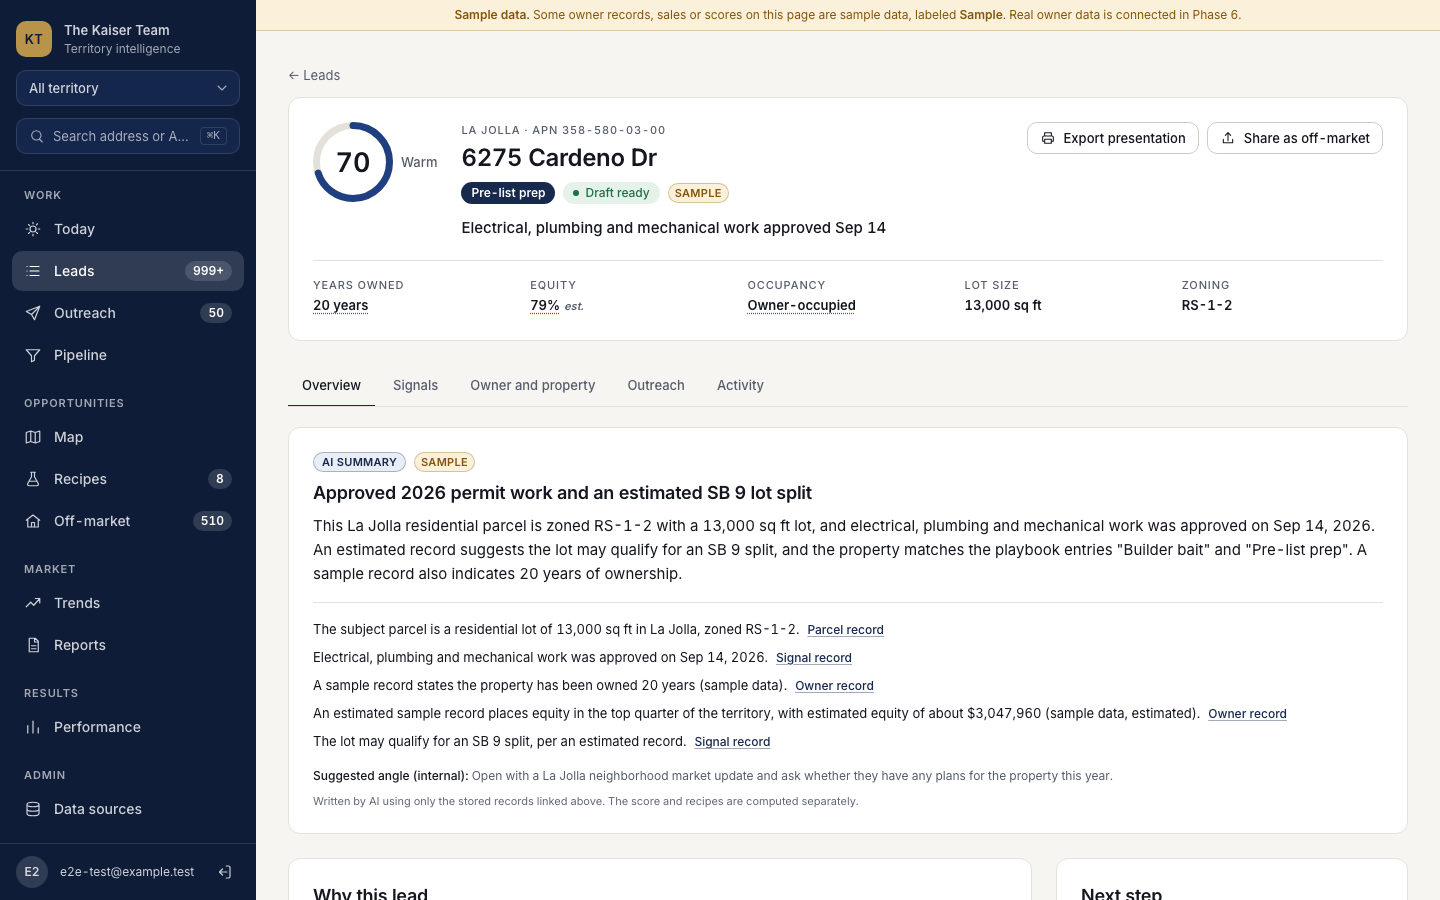 Sample data. Some owner records, sales or scores on this page are sample data, labeled Sample. Real owner data is connected in Phase 6.
KT
The Kaiser Team
Territory intelligence
All territory
Search address or A... ⌘K
WORK
Today
Leads 999+
Outreach 50
Pipeline
OPPORTUNITIES
Map
Recipes 8
Off-market 510
MARKET
Trends
Reports
RESULTS
Performance
ADMIN
Data sources
E2 e2e-test@example.test
← Leads
70 Warm
LA JOLLA · APN 358-580-03-00
6275 Cardeno Dr
Pre-list prep Draft ready SAMPLE
Electrical, plumbing and mechanical work approved Sep 14
Export presentation Share as off-market
YEARS OWNED EQUITY OCCUPANCY LOT SIZE ZONING
20 years 79% est. Owner-occupied 13,000 sq ft RS-1-2
Overview Signals Owner and property Outreach Activity
AI SUMMARY SAMPLE
Approved 2026 permit work and an estimated SB 9 lot split
This La Jolla residential parcel is zoned RS-1-2 with a 13,000 sq ft lot, and electrical, plumbing and mechanical work was approved on Sep 14, 2026.
An estimated record suggests the lot may qualify for an SB 9 split, and the property matches the playbook entries "Builder bait" and "Pre-list prep". A
sample record also indicates 20 years of ownership.
The subject parcel is a residential lot of 13,000 sq ft in La Jolla, zoned RS-1-2. Parcel record
Electrical, plumbing and mechanical work was approved on Sep 14, 2026. Signal record
A sample record states the property has been owned 20 years (sample data). Owner record
An estimated sample record places equity in the top quarter of the territory, with estimated equity of about $3,047,960 (sample data, estimated). Owner record
The lot may qualify for an SB 9 split, per an estimated record. Signal record
Suggested angle (internal): Open with a La Jolla neighborhood market update and ask whether they have any plans for the property this year.
Written by AI using only the stored records linked above. The score and recipes are computed separately.
Why this lead
Next step